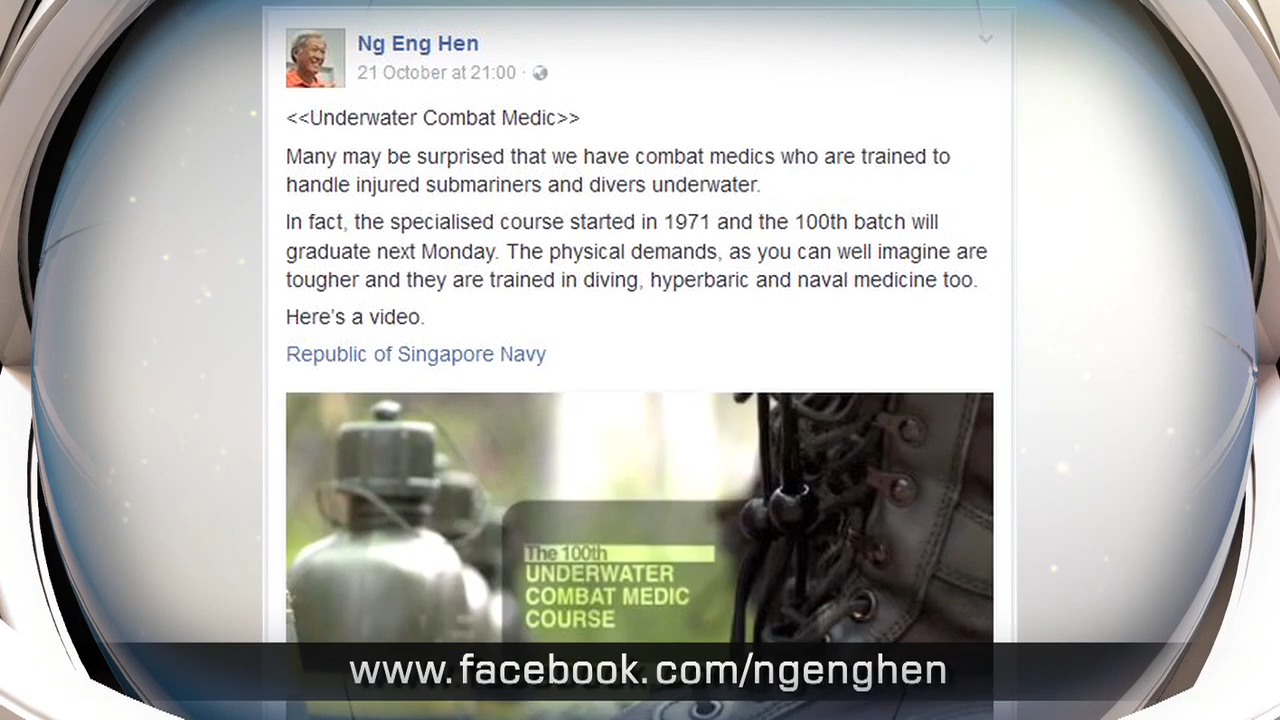 Ng Eng Hen
21 October at 21:00 ·
<<Underwater Combat Medic>>
Many may be surprised that we have combat medics who are trained to
handle injured submariners and divers underwater.
In fact, the specialised course started in 1971 and the 100th batch will
graduate next Monday. The physical demands, as you can well imagine are
tougher and they are trained in diving, hyperbaric and naval medicine too.
Here's a video.
Republic of Singapore Navy
The 100th
UNDERWATER
COMBAT MEDIC
COURSE
www.facebook.com/ngenghen